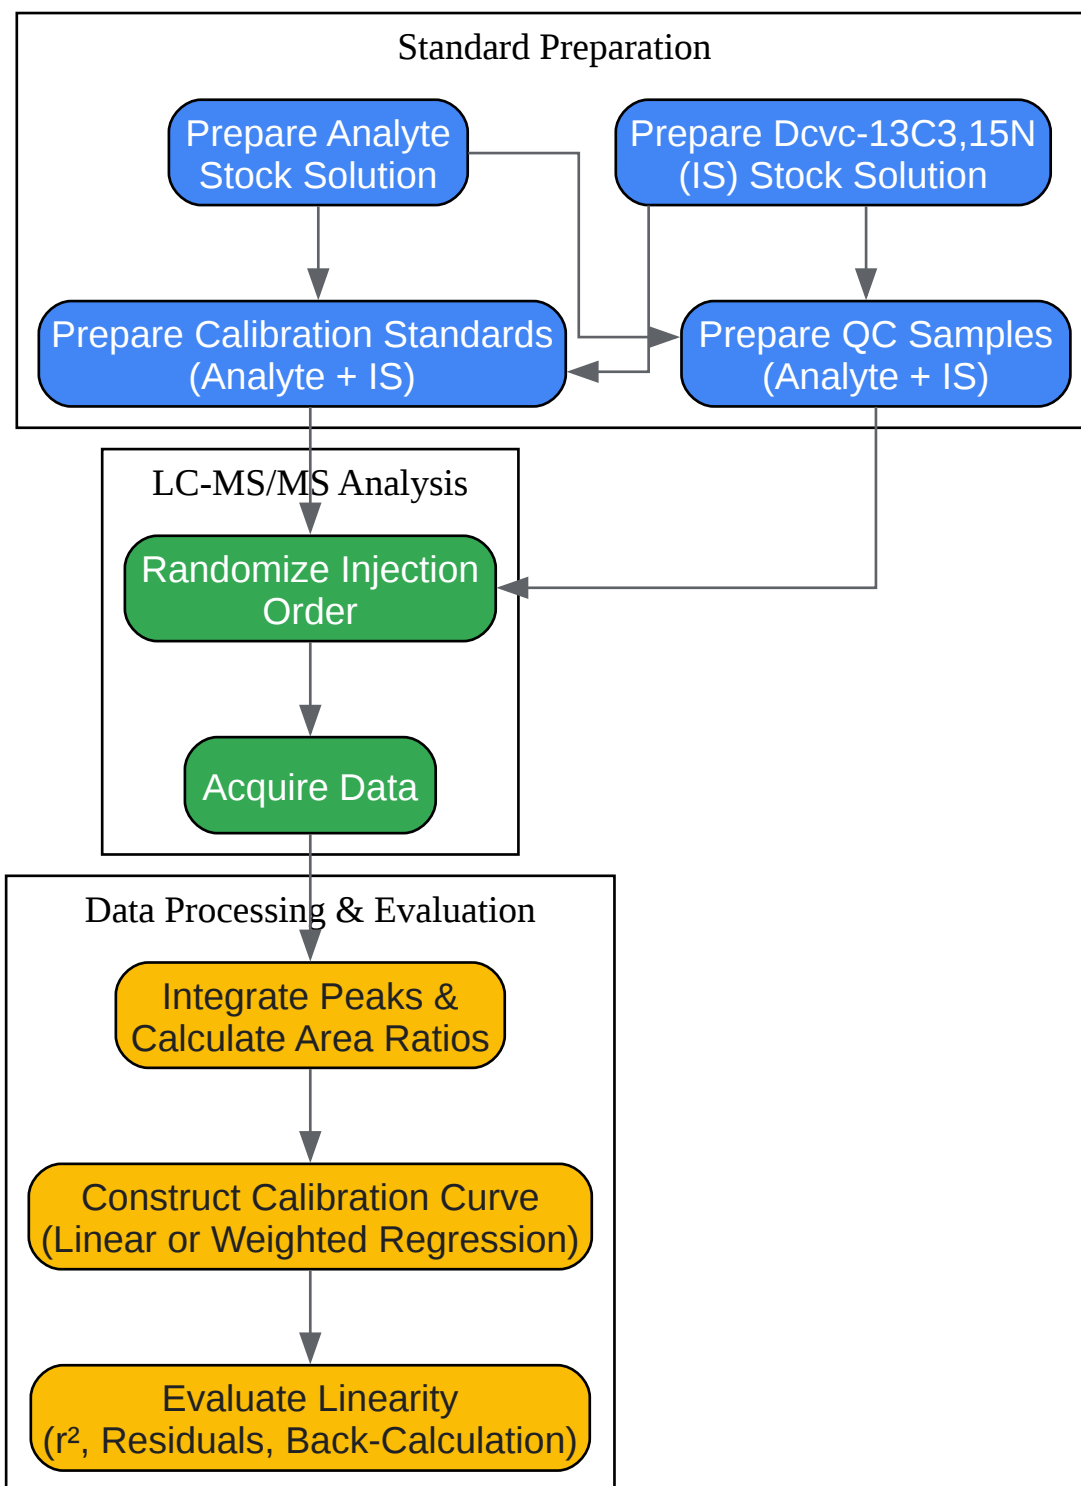 Standard Preparation
Prepare Analyte
Stock Solution
Prepare Dcvc-13C3,15N
(IS) Stock Solution
Prepare Calibration Standards
(Analyte + IS)
Prepare QC Samples
(Analyte + IS)
LC-MS/MS Analysis
Randomize Injection
Order
Acquire Data
Data Processing & Evaluation
Integrate Peaks &
Calculate Area Ratios
Construct Calibration Curve
(Linear or Weighted Regression)
Evaluate Linearity
(r², Residuals, Back-Calculation)